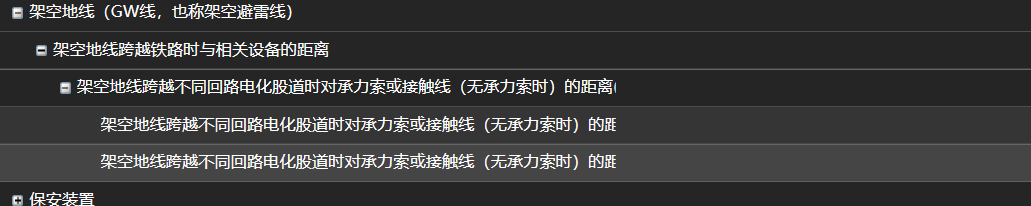 架空地线（GW线，也称架空避雷线）
架空地线跨越铁路时与相关设备的距离
架空地线跨越不同回路电化股道时对承力索或接触线（无承力索时）的距离(
架空地线跨越不同回路电化股道时对承力索或接触线（无承力索时）的距
架空地线跨越不同回路电化股道时对承力索或接触线（无承力索时）的距
保安装置